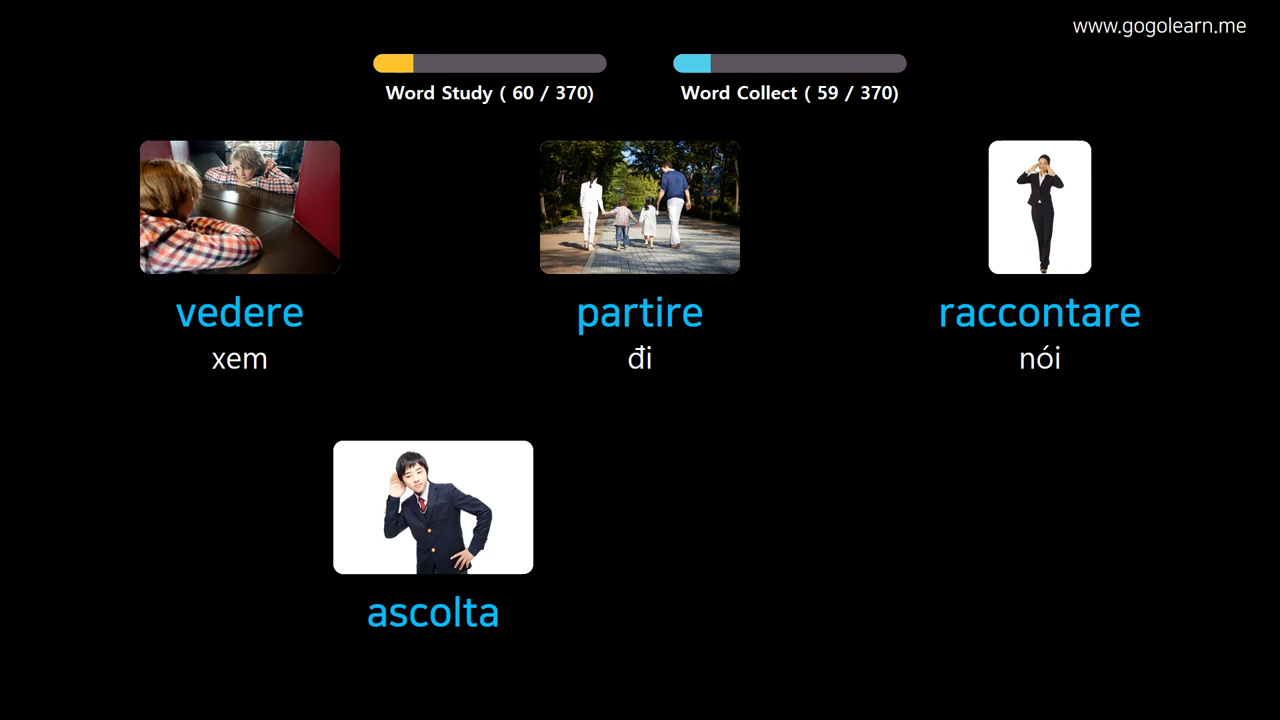 www.gogolearn.me
Word Study ( 60 / 370)
Word Collect ( 59 / 370)
vedere
xem
partire
đi
raccontare
nói
ascolta